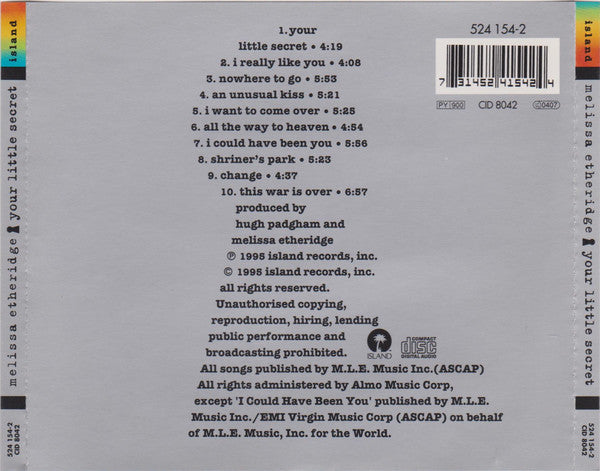 1.your
little secret • 4:19
2. i really like you • 4:08
3. nowhere to go • 5:53
4. an unusual kiss • 5:21
5. i want to come over • 5:25
6. all the way to heaven • 4:54
7. i could have been you • 5:56
8. shriner's park • 5:23
9. change • 4:37
10. this war is over • 6:57
produced by
hugh padgham and
melissa etheridge
℗ 1995 island records, inc.
© 1995 island records, inc.
all rights reserved.
Unauthorised copying,
reproduction, hiring, lending
public performance and
broadcasting prohibited.
All songs published by M.L.E. Music Inc.(ASCAP)
All rights administered by Almo Music Corp,
except 'I Could Have Been You' published by M.L.E.
Music Inc./EMI Virgin Music Corp (ASCAP) on behalf
of M.L.E. Music, Inc. for the World.
ISLAND
COMPACT
disc
DIGITAL AUDIO
524 154-2
7 31452 41542 4
PY 900 CID 8042 LC 0407
island
melissa etheridge your little secret
524 154-2
CID 8042
island
melissa etheridge your little secret
524 154-2
CID 8042